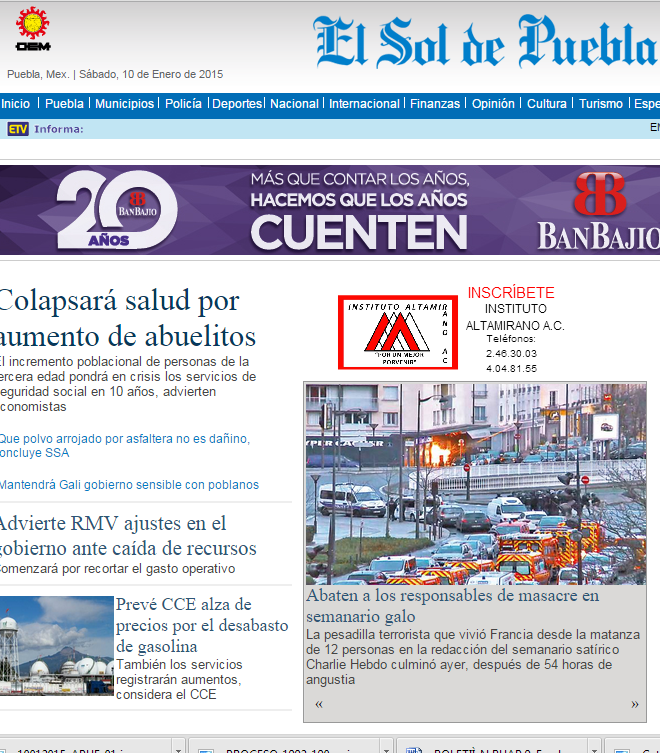 OEM
El Sol de Puebla
Puebla, Mex. | Sábado, 10 de Enero de 2015
Inicio | Puebla | Municipios | Policía | Deportes | Nacional | Internacional | Finanzas | Opinión | Cultura | Turismo | Espe
ETV Informa:
20 AÑOS
BANBAJIO
MÁS QUE CONTAR LOS AÑOS,
HACEMOS QUE LOS AÑOS
CUENTEN
BANBAJIO
Colapsará salud por
aumento de abuelitos
El incremento poblacional de personas de la
tercera edad pondrá en crisis los servicios de
seguridad social en 10 años, advierten
economistas
Que polvo arrojado por asfaltera no es dañino,
concluye SSA
Mantendrá Gali gobierno sensible con poblanos
Advierte RMV ajustes en el
gobierno ante caída de recursos
Comenzará por recortar el gasto operativo
Prevé CCE alza de
precios por el desabasto
de gasolina
También los servicios
registrarán aumentos,
considera el CCE
INSTITUTO ALTAMIRANO AC
"POR UN MEJOR
PORVENIR"
INSCRÍBETE
INSTITUTO
ALTAMIRANO A.C.
Teléfonos:
2.46.30.03
4.04.81.55
Abaten a los responsables de masacre en
semanario galo
La pesadilla terrorista que vivió Francia desde la matanza
de 12 personas en la redacción del semanario satírico
Charlie Hebdo culminó ayer, después de 54 horas de
angustia
« »